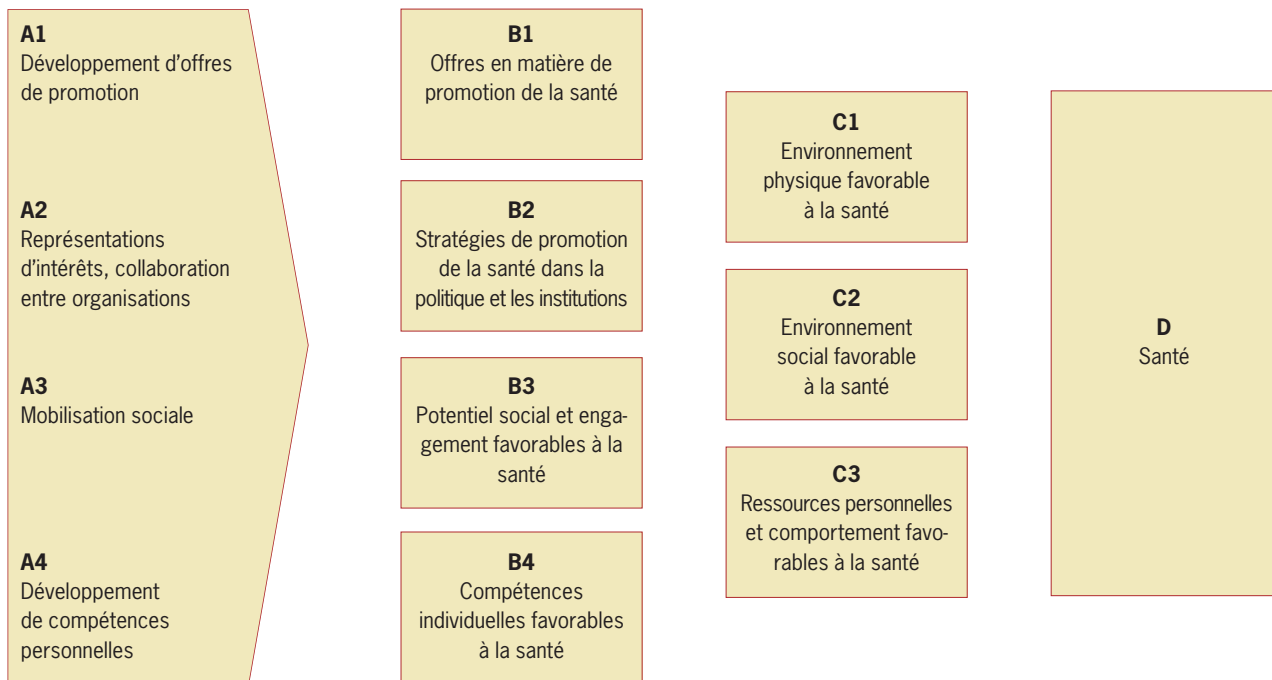 A1
Développement d'offres
de promotion
A2
Représentations
d'intérêts, collaboration
entre organisations
A3
Mobilisation sociale
A4
Développement
de compétences
personnelles
B1
Offres en matière de
promotion de la santé
B2
Stratégies de promotion
de la santé dans la
politique et les institutions
B3
Potentiel social et enga-
gement favorables à la
santé
B4
Compétences
individuelles favorables
à la santé
C1
Environnement
physique favorable
à la santé
C2
Environnement
social favorable
à la santé
C3
Ressources personnelles
et comportement favo-
rables à la santé
D
Santé